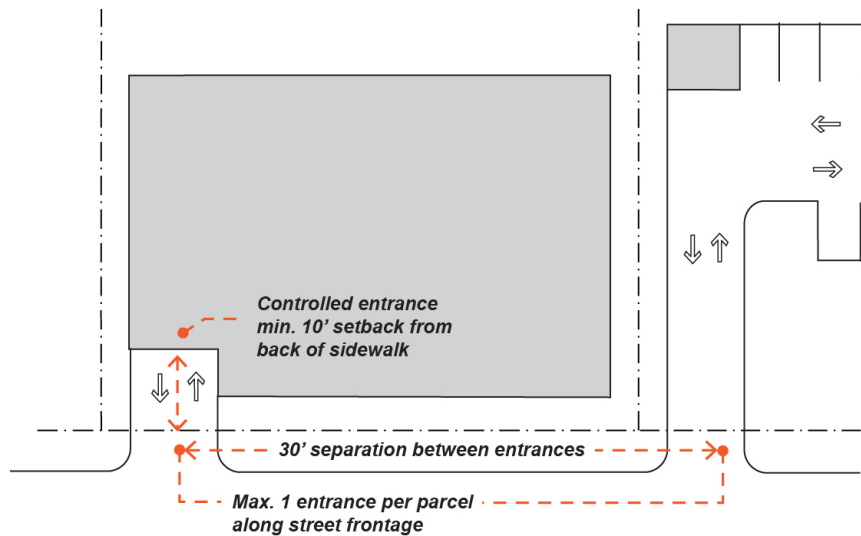 Controlled entrance
min. 10’ setback from
back of sidewalk
30’ separation between entrances
Max. 1 entrance per parcel
along street frontage